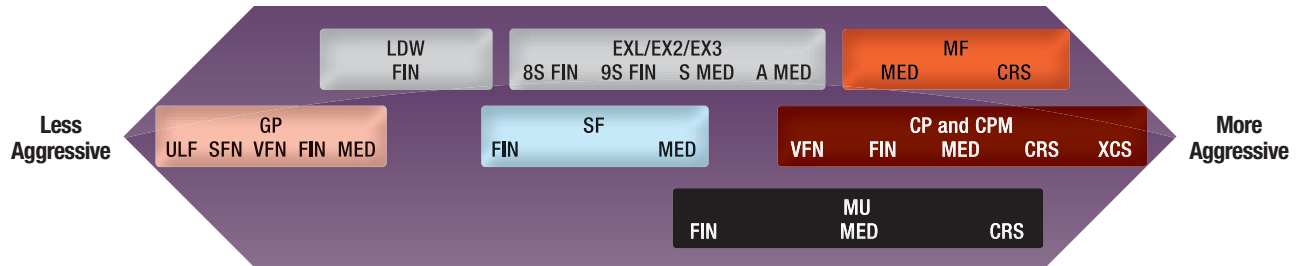 LDW
FIN
EXL/EX2/EX3
8S FIN 9S FIN S MED A MED
MF
MED CRS
Less
Aggressive
GP
ULF SFN VFN FIN MED
SF
FIN MED
CP and CPM
VFN FIN MED CRS XCS
More
Aggressive
MU
FIN MED CRS